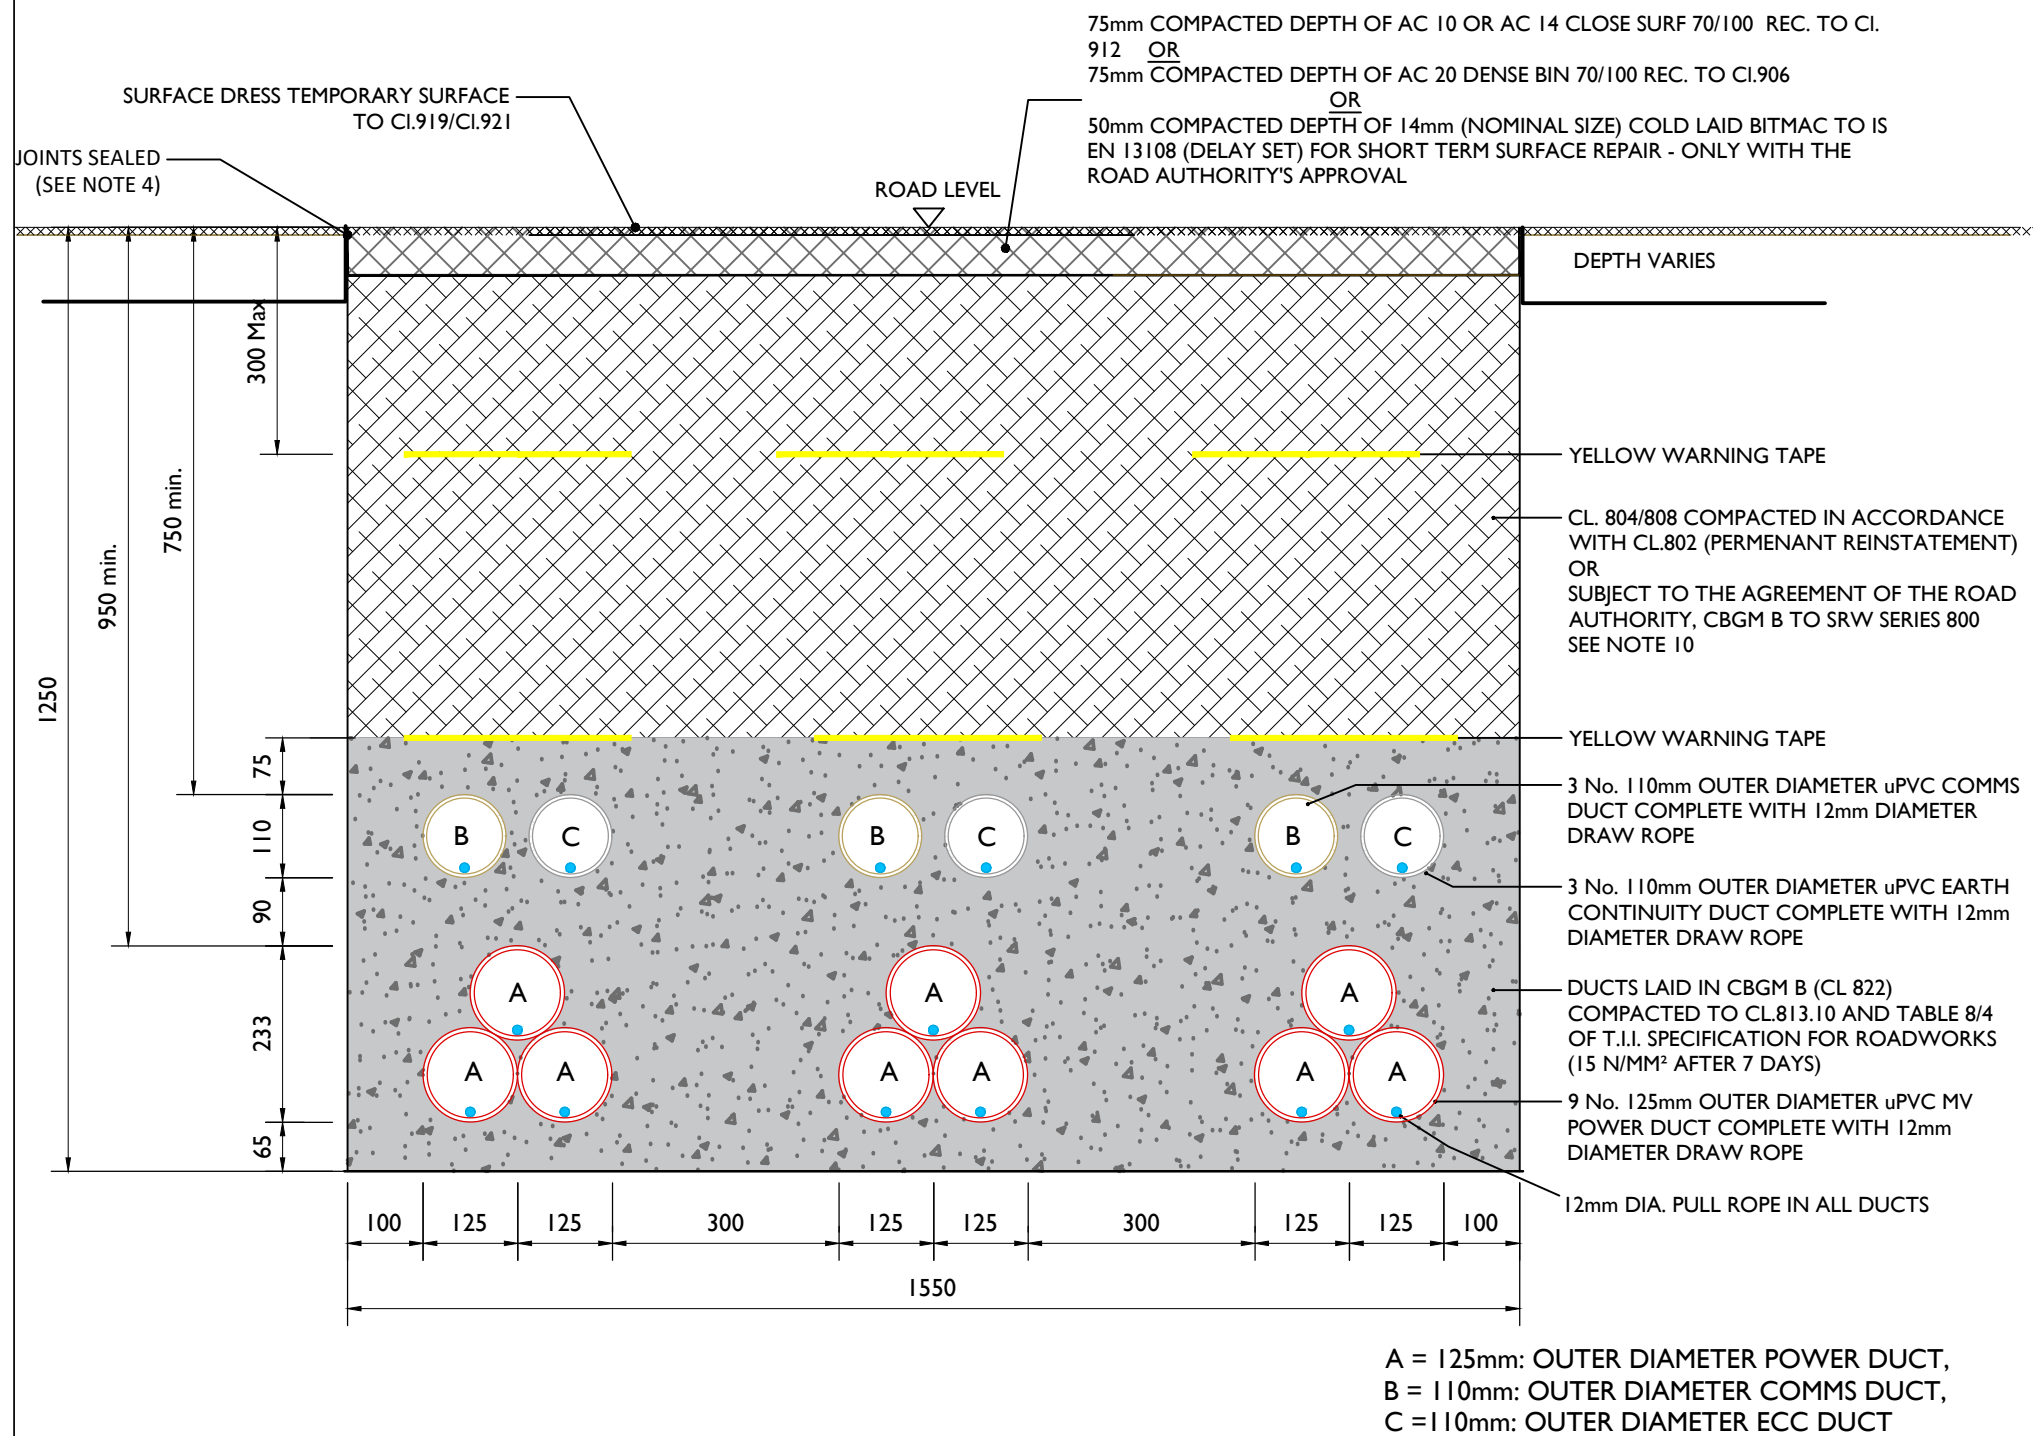 75mm COMPACTED DEPTH OF AC 10 OR AC 14 CLOSE SURF 70/100 REC. TO Cl.
912 OR
75mm COMPACTED DEPTH OF AC 20 DENSE BIN 70/100 REC. TO Cl.906
OR
50mm COMPACTED DEPTH OF 14mm (NOMINAL SIZE) COLD LAID BITMAC TO IS
EN 13108 (DELAY SET) FOR SHORT TERM SURFACE REPAIR - ONLY WITH THE
ROAD AUTHORITY'S APPROVAL
SURFACE DRESS TEMPORARY SURFACE
TO Cl.919/Cl.921
JOINTS SEALED
(SEE NOTE 4)
ROAD LEVEL
DEPTH VARIES
300 Max
750 min.
950 min.
1250
75
110
90
233
65
YELLOW WARNING TAPE
CL. 804/808 COMPACTED IN ACCORDANCE
WITH CL.802 (PERMENANT REINSTATEMENT)
OR
SUBJECT TO THE AGREEMENT OF THE ROAD
AUTHORITY, CBGM B TO SRW SERIES 800
SEE NOTE 10
YELLOW WARNING TAPE
3 No. 110mm OUTER DIAMETER uPVC COMMS
DUCT COMPLETE WITH 12mm DIAMETER
DRAW ROPE
3 No. 110mm OUTER DIAMETER uPVC EARTH
CONTINUITY DUCT COMPLETE WITH 12mm
DIAMETER DRAW ROPE
DUCTS LAID IN CBGM B (CL 822)
COMPACTED TO CL.813.10 AND TABLE 8/4
OF T.I.I. SPECIFICATION FOR ROADWORKS
(15 N/MM² AFTER 7 DAYS)
9 No. 125mm OUTER DIAMETER uPVC MV
POWER DUCT COMPLETE WITH 12mm
DIAMETER DRAW ROPE
12mm DIA. PULL ROPE IN ALL DUCTS
B C B C B C
A A A
A A A A A A
100 125 125 300 125 125 300 125 125 100
1550
A = 125mm: OUTER DIAMETER POWER DUCT,
B = 110mm: OUTER DIAMETER COMMS DUCT,
C =110mm: OUTER DIAMETER ECC DUCT